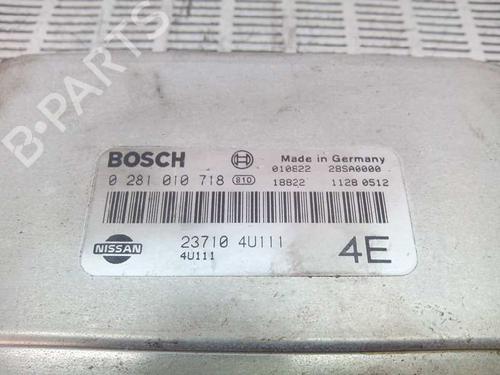 BOSCH
Made in Germany
010822 28SA0000
0 281 010 718 810
18822 1128 0512
NISSAN
23710 4U111
4U111
4E
B-PARTS